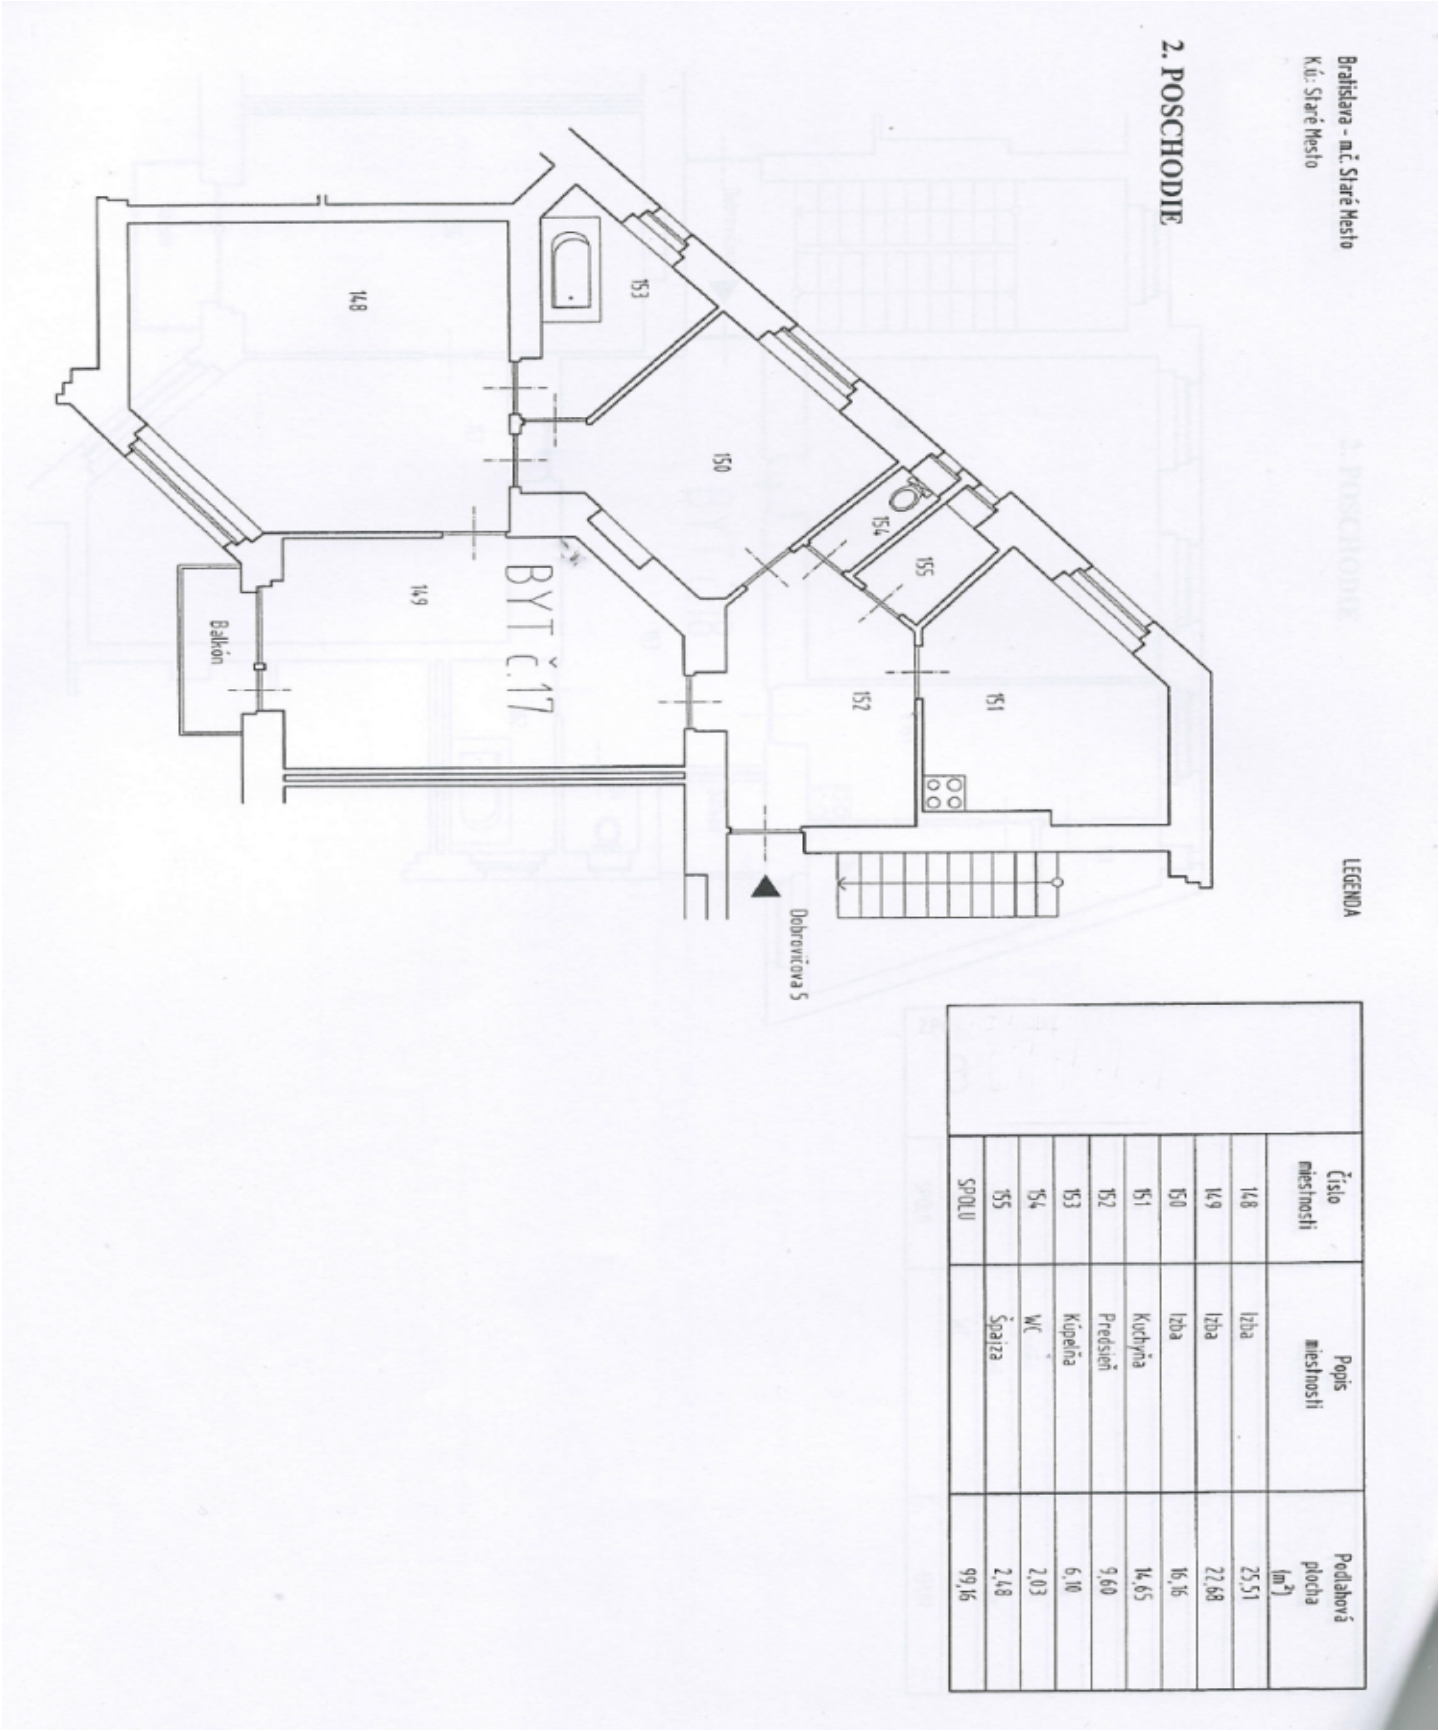 Bratislava - m.č. Staré Mesto
K.ú.: Staré Mesto
2. POSCHODIE
LEGENDA
Číslo miestnosti Popis miestnosti Podlahová plocha (m²)
148 Izba 25,51
149 Izba 22,68
150 Izba 16,16
151 Kuchyňa 14,65
152 Predsieň 9,60
153 Kúpeľňa 6,10
154 WC 2,03
155 Špajza 2,48
SPOLU 99,16
151
155
154
152
153
150
Dobrovičova 5
BYT č.17
149
148
Balkón